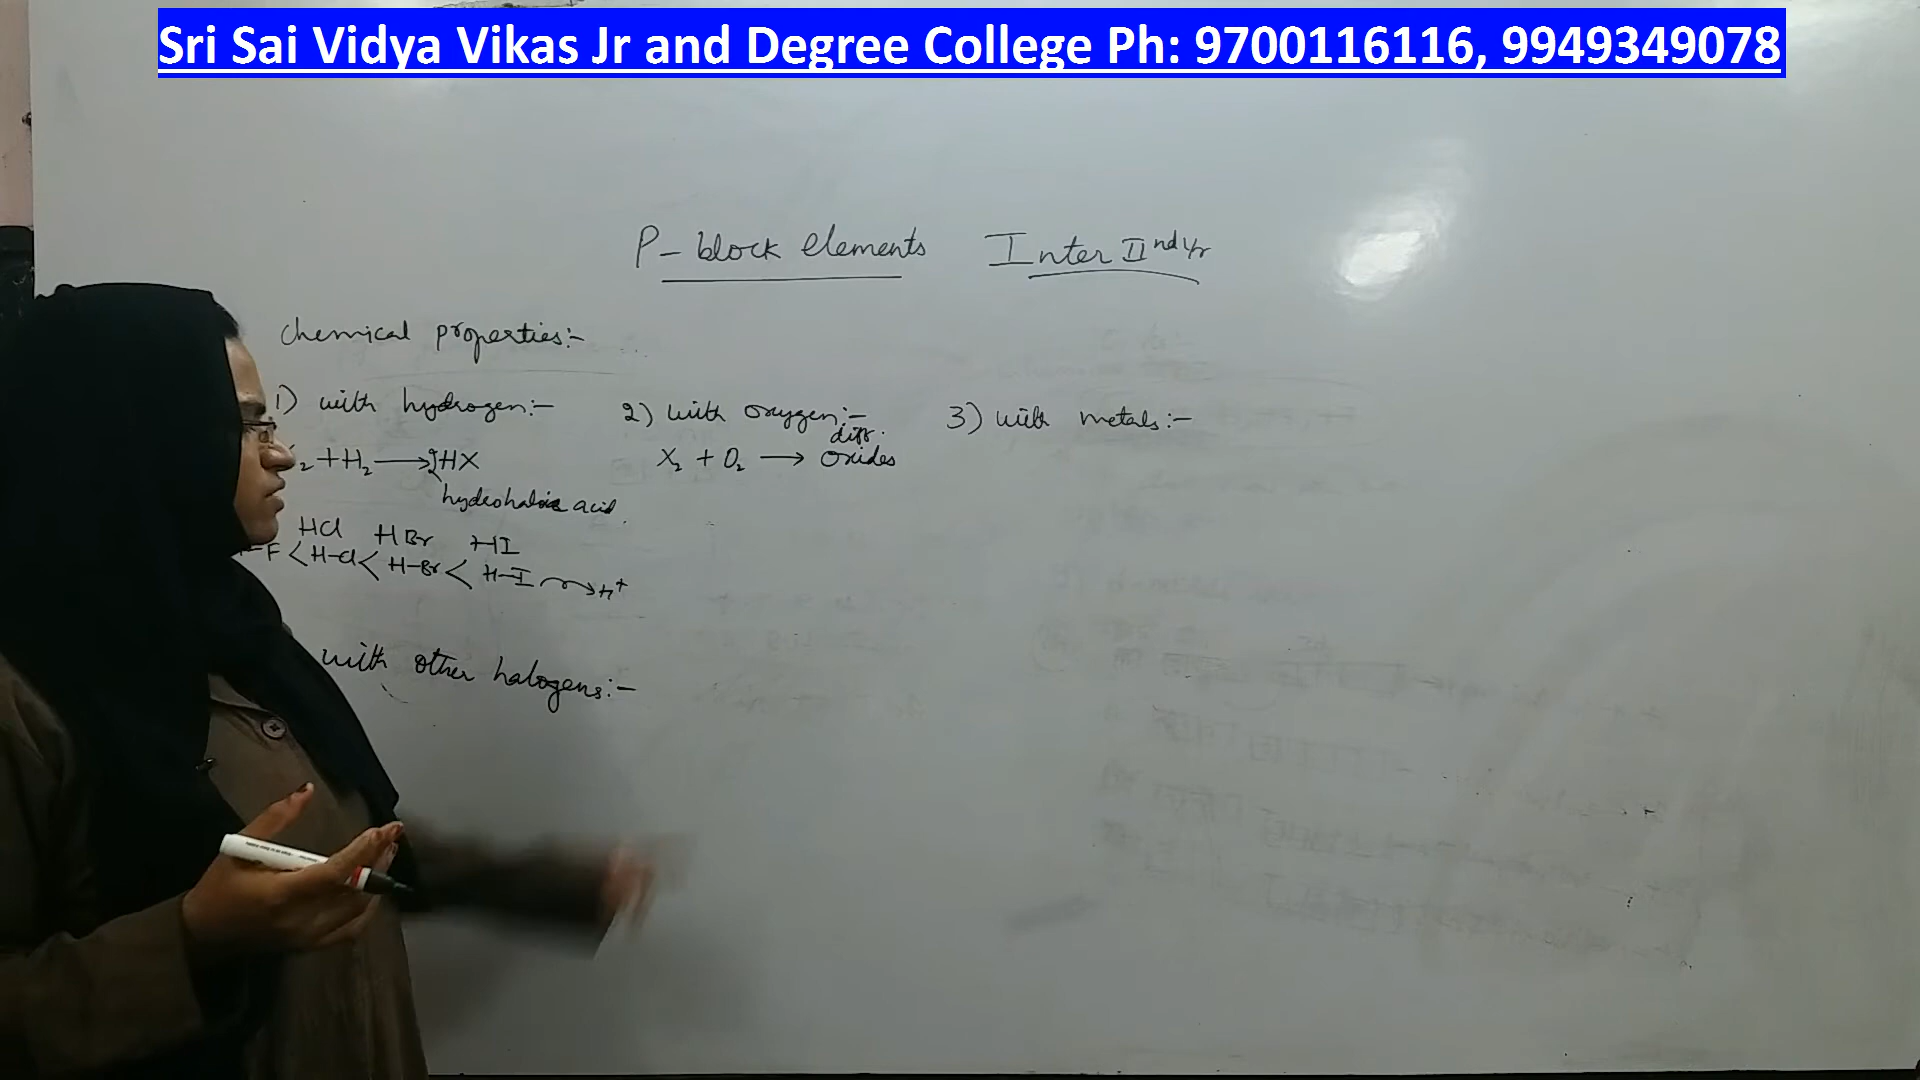 Sri Sai Vidya Vikas Jr and Degree College Ph: 9700116116, 9949349078
P-block elements Inter II nd yr
chemical properties:-
1) with hydrogen:-
2 + H2 → 2HX
hydrohalic acid.
HCl HBr HI
F < H-Cl < H-Br < H-I → H+
with other halogens:-
2) with oxygen:-
diff.
X2 + O2 → oxides
3) with metals:-